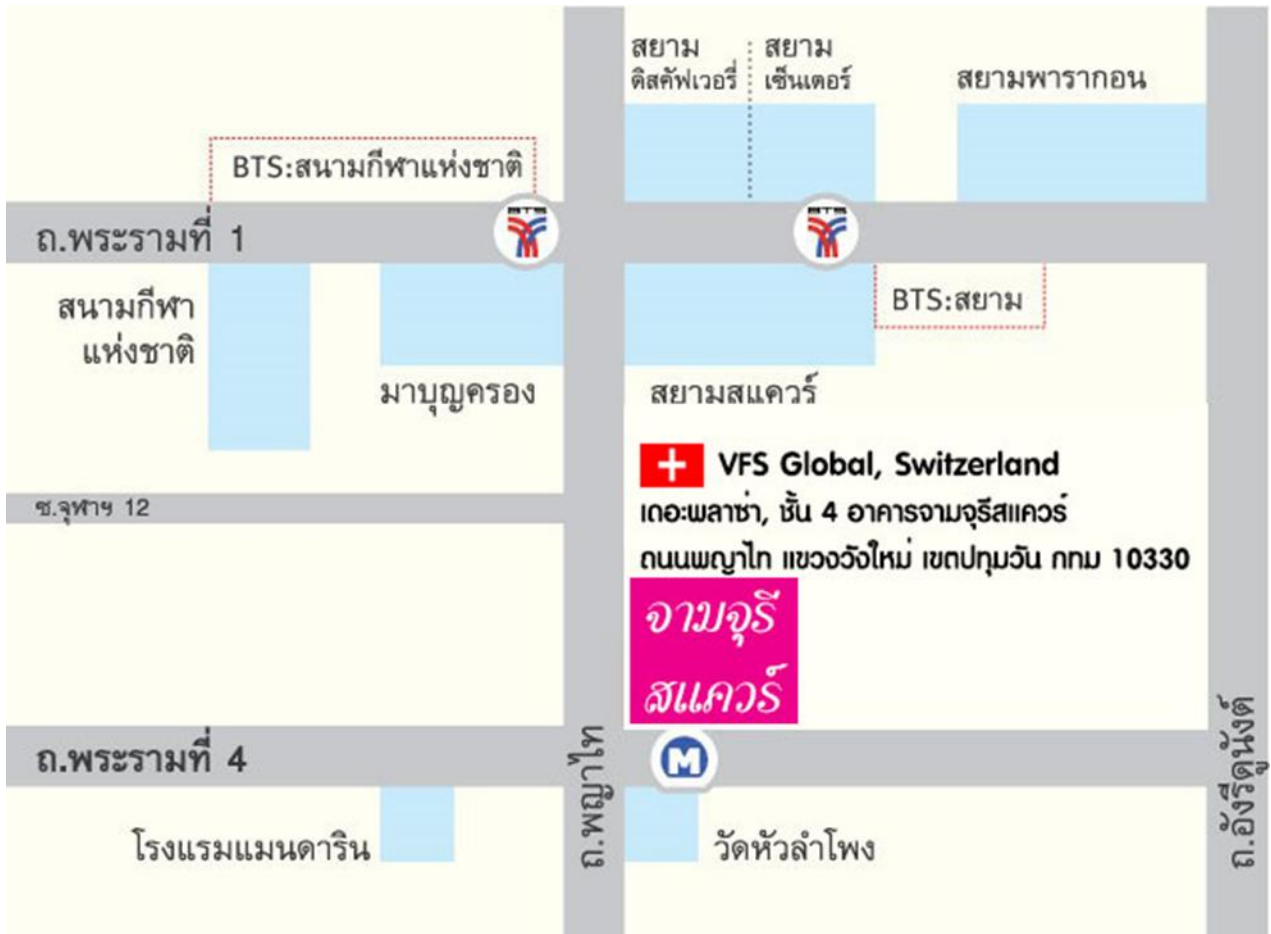 สยาม
ดิสคัฟเวอรี่
สยาม
เซ็นเตอร์
สยามพารากอน
BTS:สนามกีฬาแห่งชาติ
BTS
BTS
ถ.พระรามที่ 1
สนามกีฬา
แห่งชาติ
มาบุญครอง
สยามสแควร์
BTS:สยาม
VFS Global, Switzerland
เดอะพลาซ่า, ชั้น 4 อาคารจามจุรีสแควร์
ถนนพญาไท แขวงวังใหม่ เขตปทุมวัน กทม 10330
ซ.จุฬาฯ 12
จามจุรี
สแควร์
ถ.พระรามที่ 4
M
ถ.พญาไท
ถ.อังรีดูนังต์
โรงแรมแมนดาริน
วัดหัวลำโพง